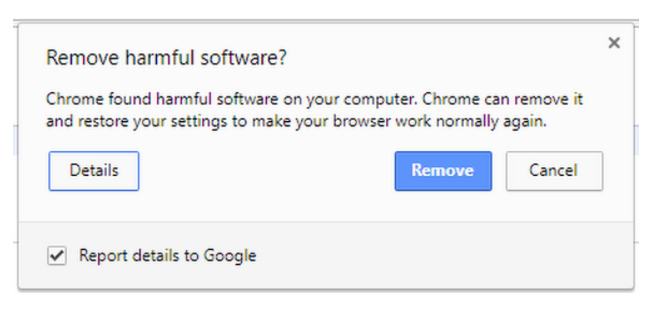 Remove harmful software?
Chrome found harmful software on your computer. Chrome can remove it
and restore your settings to make your browser work normally again.
Details Remove Cancel
Report details to Google